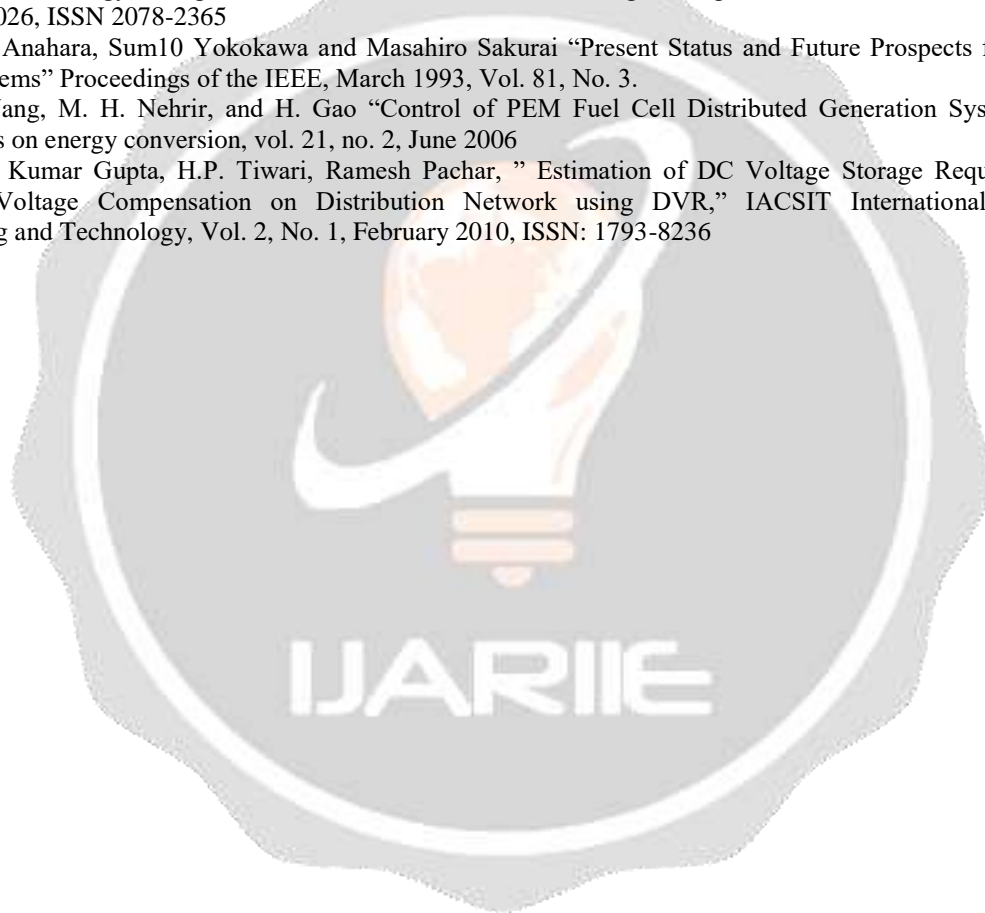 026, ISSN 2078-2365
Anahara, Sum10 Yokokawa and Masahiro Sakurai “Present Status and Future Prospects
ems” Proceedings of the IEEE, March 1993, Vol. 81, No. 3.
ang, M. H. Nehrir, and H. Gao “Control of PEM Fuel Cell Distributed Generation Sys
s on energy conversion, vol. 21, no. 2, June 2006
Kumar Gupta, H.P. Tiwari, Ramesh Pachar, ” Estimation of DC Voltage Storage Requ
Voltage Compensation on Distribution Network using DVR,” IACSIT International
g and Technology, Vol. 2, No. 1, February 2010, ISSN: 1793-8236
IJARIIE